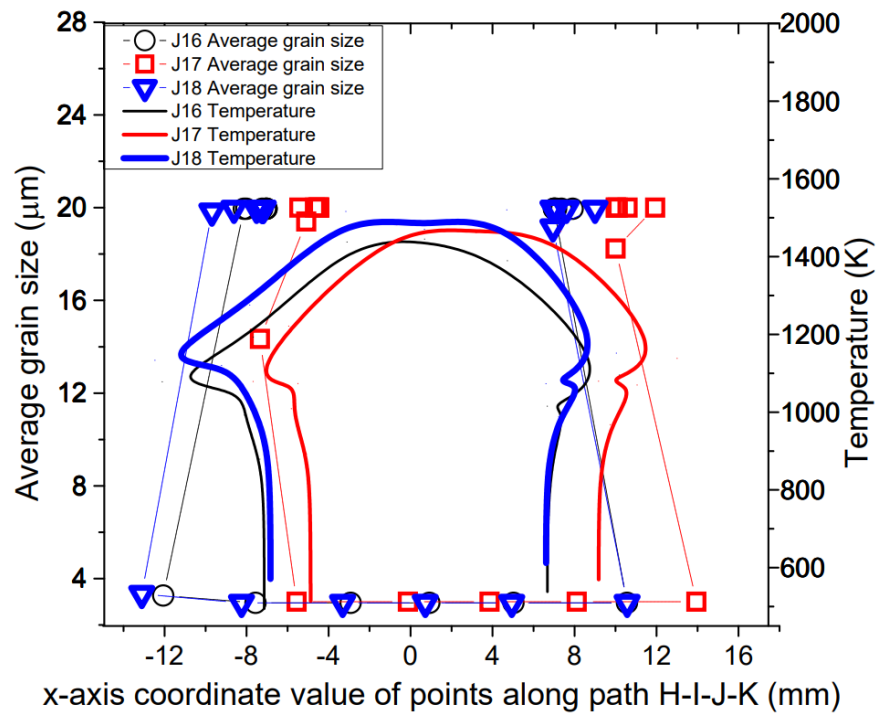 28
24
20
16
12
8
4
Average grain size (μm)
J16 Average grain size
J17 Average grain size
J18 Average grain size
J16 Temperature
J17 Temperature
J18 Temperature
2000
1800
1600
1400
1200
1000
800
600
Temperature (K)
-12 -8 -4 0 4 8 12 16
x-axis coordinate value of points along path H-I-J-K (mm)